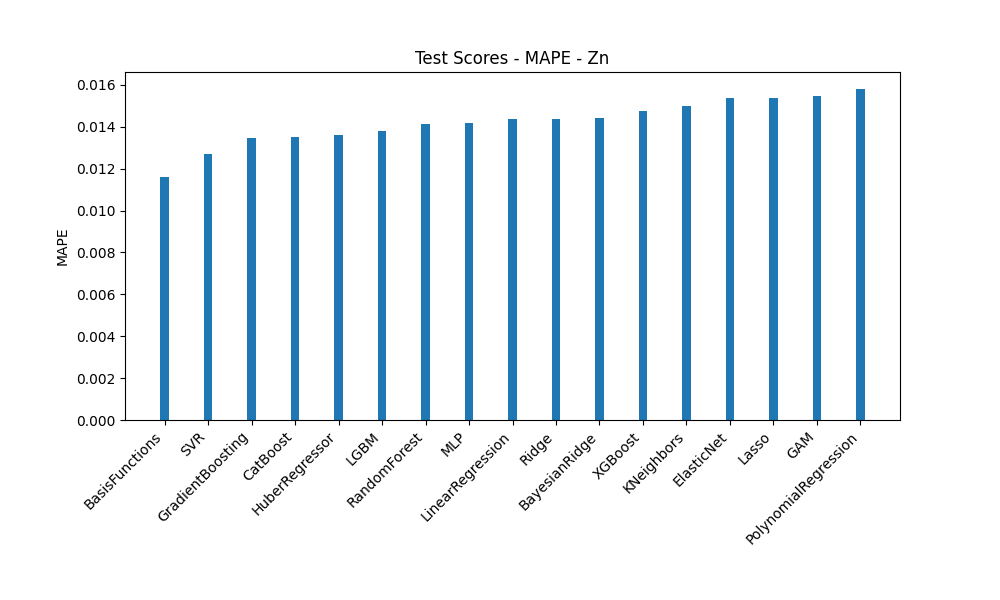 Test Scores - MAPE - Zn
MAPE
0.016
0.014
0.012
0.010
0.008
0.006
0.004
0.002
0.000
BasisFunctions
SVR
GradientBoosting
CatBoost
HuberRegressor
LGBM
RandomForest
MLP
LinearRegression
Ridge
BayesianRidge
XGBoost
KNeighbors
ElasticNet
Lasso
GAM
PolynomialRegression